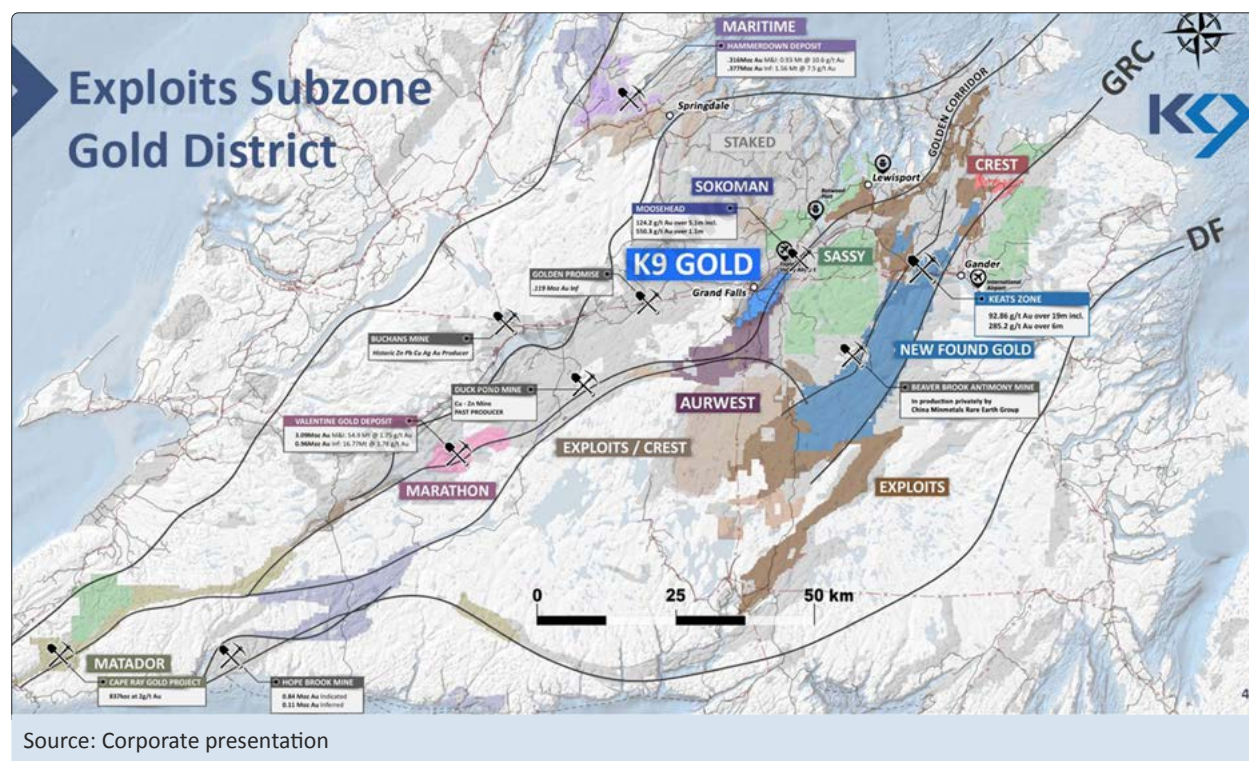 Exploits Subzone
Gold District
MARITIME
HAMMERDOWN DEPOSIT
.316Moz Au M&I: 0.93 Mt @ 10.6 g/t Au
.377Moz Au Inf: 1.56 Mt @ 7.5 g/t Au
Springdale
STAKED
GOLDEN CORRIDOR
GRC
K9
CREST
Lewisport
SOKOMAN
MOOSEHEAD
124.2 g/t Au over 5.1m incl.
550.3 g/t Au over 1.1m
Botwood
Port
K9 GOLD
SASSY
DF
Gander
International
Airport
GOLDEN PROMISE
.119 Moz Au Inf
Grand Falls
KEATS ZONE
92.86 g/t Au over 19m incl.
285.2 g/t Au over 6m
BUCHANS MINE
Historic Zn Pb Cu Ag Au Producer
NEW FOUND GOLD
DUCK POND MINE
Cu - Zn Mine
PAST PRODUCER
BEAVER BROOK ANTIMONY MINE
In production privately by
China Minmetals Rare Earth Group
AURWEST
VALENTINE GOLD DEPOSIT
3.09Moz Au M&I: 54.9 Mt @ 1.75 g/t Au
0.96Moz Au Inf: 16.77Mt @ 1.78 g/t Au
EXPLOITS / CREST
MARATHON
EXPLOITS
0 25 50 km
MATADOR
CAPE RAY GOLD PROJECT
837koz at 2g/t Au
HOPE BROOK MINE
0.84 Moz Au Indicated
0.11 Moz Au Inferred
4
Source: Corporate presentation